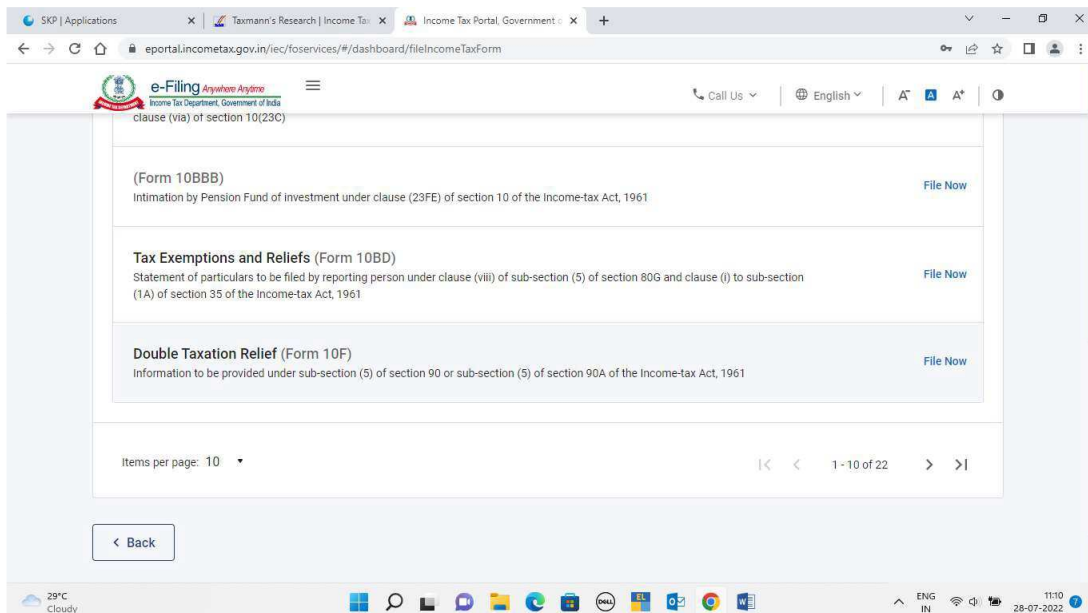 SKP | Applications
Taxmann's Research | Income Tax
Income Tax Portal, Government o
eportal.incometax.gov.in/iec/foservices/#/dashboard/fileIncomeTaxForm
e-Filing Anywhere Anytime
Income Tax Department, Government of India
Call Us
English
A- A A+
clause (via) of section 10(23C)
(Form 10BBB)
Intimation by Pension Fund of investment under clause (23FE) of section 10 of the Income-tax Act, 1961
File Now
Tax Exemptions and Reliefs (Form 10BD)
Statement of particulars to be filed by reporting person under clause (viii) of sub-section (5) of section 80G and clause (i) to sub-section
(1A) of section 35 of the Income-tax Act, 1961
File Now
Double Taxation Relief (Form 10F)
Information to be provided under sub-section (5) of section 90 or sub-section (5) of section 90A of the Income-tax Act, 1961
File Now
Items per page: 10
1 - 10 of 22
< Back
29°C
Cloudy
DELL
EL
ENG
IN
11:10
28-07-2022
7